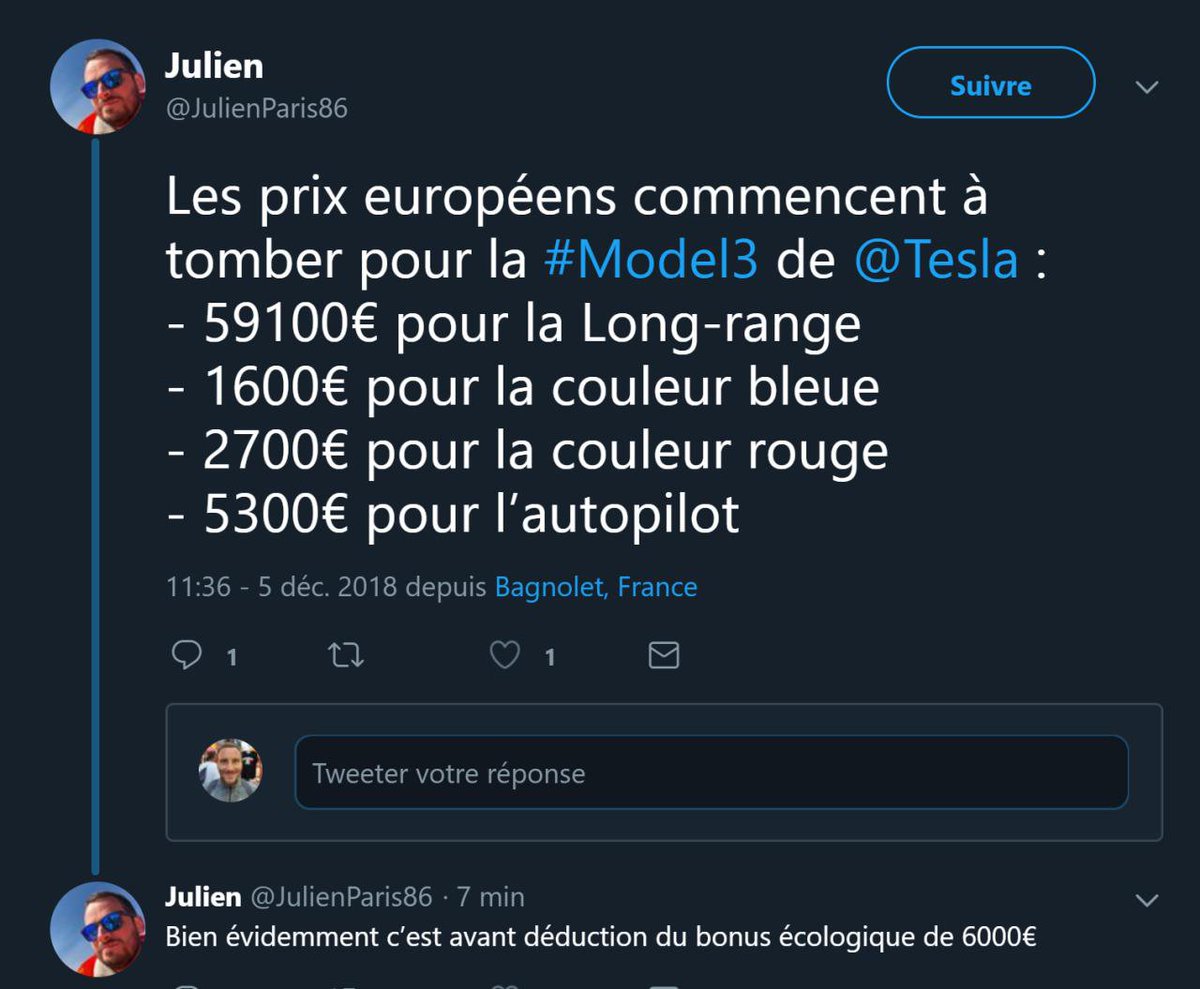 Julien
@JulienParis86
Suivre
Les prix européens commencent à
tomber pour la #Model3 de @Tesla :
- 59100€ pour la Long-range
- 1600€ pour la couleur bleue
- 2700€ pour la couleur rouge
- 5300€ pour l’autopilot
11:36 - 5 déc. 2018 depuis Bagnolet, France
1 1
Tweeter votre réponse
Julien @JulienParis86 · 7 min
Bien évidemment c’est avant déduction du bonus écologique de 6000€